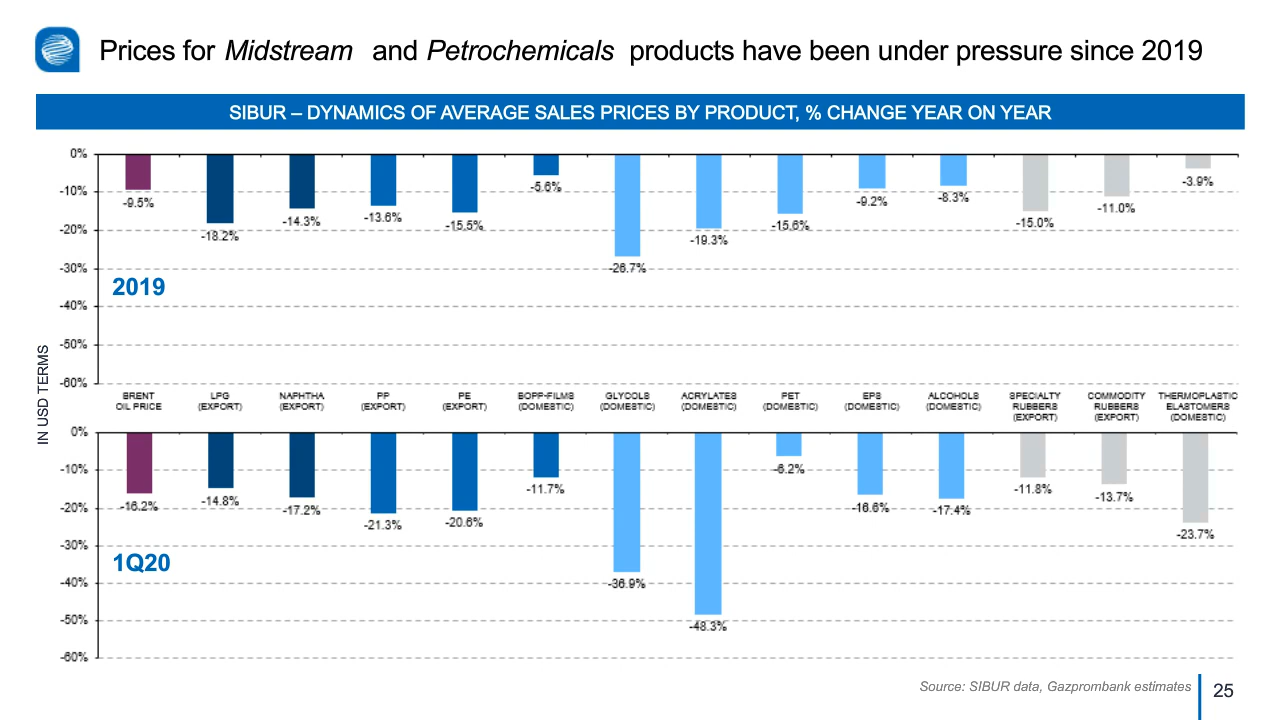 Prices for Midstream and Petrochemicals products have been under pressure since 2019
SIBUR – DYNAMICS OF AVERAGE SALES PRICES BY PRODUCT, % CHANGE YEAR ON YEAR
IN USD TERMS
0%
-10%
-20%
-30%
-40%
-50%
-60%
-9.5%
-18.2%
-14.3%
-13.6%
-15.5%
-5.6%
-26.7%
-19.3%
-15.6%
-9.2%
-8.3%
-15.0%
-11.0%
-3.9%
2019
BRENT
OIL PRICE
LPG
(EXPORT)
NAPHTHA
(EXPORT)
PP
(EXPORT)
PE
(EXPORT)
BOPP-FILMS
(DOMESTIC)
GLYCOLS
(DOMESTIC)
ACRYLATES
(DOMESTIC)
PET
(DOMESTIC)
EPS
(DOMESTIC)
ALCOHOLS
(DOMESTIC)
SPECIALTY
RUBBERS
(EXPORT)
COMMODITY
RUBBERS
(EXPORT)
THERMOPLASTIC
ELASTOMERS
(DOMESTIC)
0%
-10%
-20%
-30%
-40%
-50%
-60%
-16.2%
-14.8%
-17.2%
-21.3%
-20.6%
-11.7%
-36.9%
-48.3%
-6.2%
-16.6%
-17.4%
-11.8%
-13.7%
-23.7%
1Q20
Source: SIBUR data, Gazprombank estimates
25